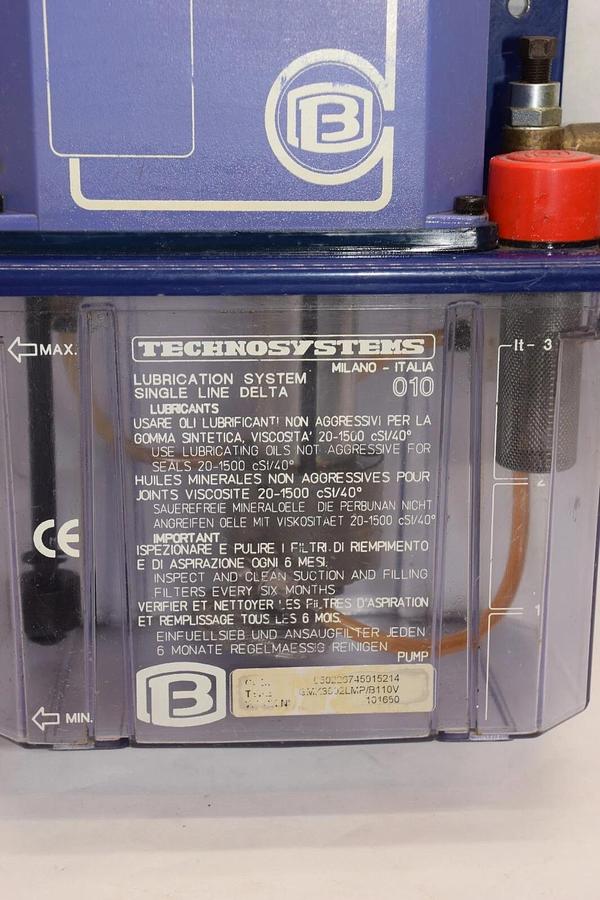 B
MAX.
TECHNOSYSTEMS
MILANO - ITALIA
LUBRICATION SYSTEM
SINGLE LINE DELTA 010
LUBRICANTS
USARE OLI LUBRIFICANTI NON AGGRESSIVI PER LA
GOMMA SINTETICA, VISCOSITA' 20-1500 cSt/40°
USE LUBRICATING OILS NOT AGGRESSIVE FOR
SEALS 20-1500 cSt/40°
HUILES MINERALES NON AGGRESSIVES POUR
JOINTS VISCOSITE 20-1500 cSt/40°
SAUEREFREIE MINERALOELE DIE PERBUNAN NICHT
ANGREIFEN OELE MIT VISKOSITAET 20-1500 cSt/40°
IMPORTANT
ISPEZIONARE E PULIRE I FILTRI DI RIEMPIMENTO
E DI ASPIRAZIONE OGNI 6 MESI.
INSPECT AND CLEAN SUCTION AND FILLING
FILTERS EVERY SIX MONTHS
VERIFIER ET NETTOYER LES FILTRES D'ASPIRATION
ET REMPLISSAGE TOUS LES 6 MOIS.
EINFUELLSIEB UND ANSAUGFILTER JEDEN
6 MONATE REGELMAESSIG REINIGEN
PUMP
B
101650
lt - 3
2
1
CE
MIN.